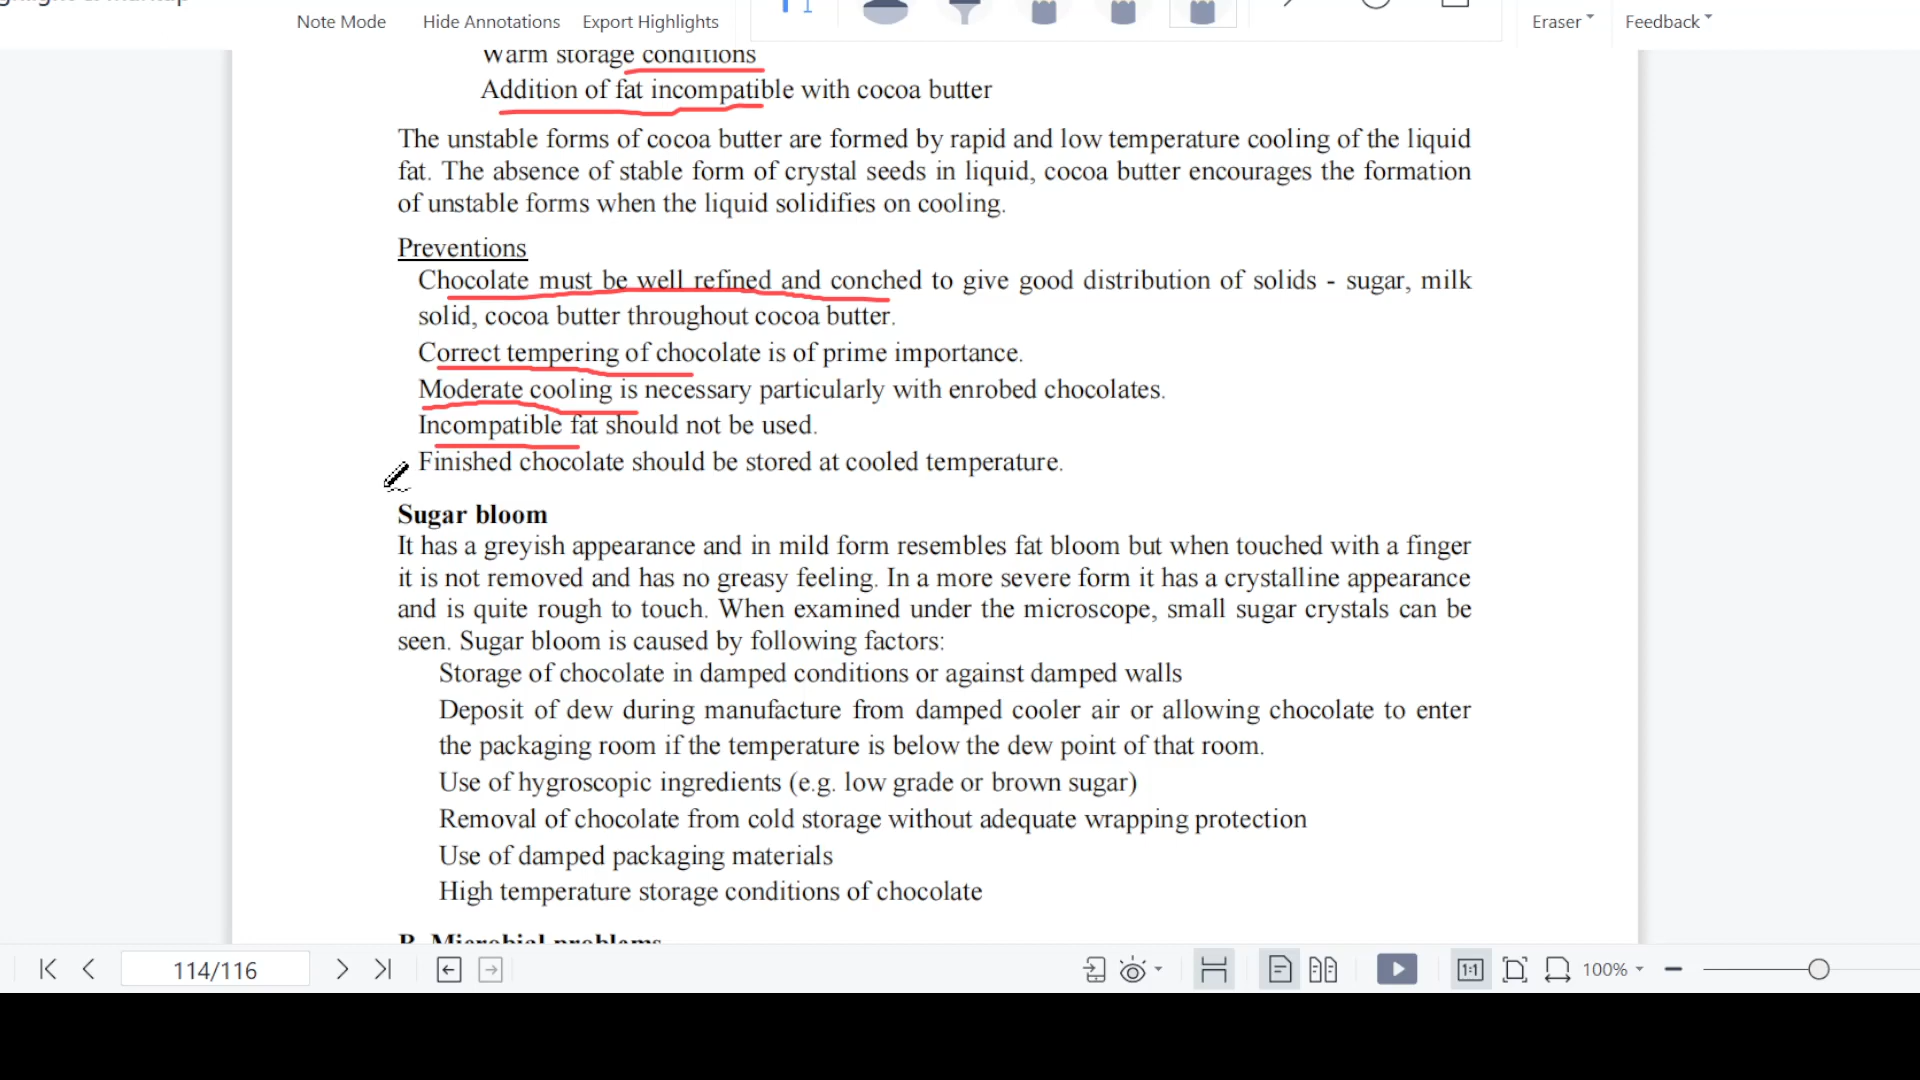 Note Mode Hide Annotations Export Highlights Eraser Feedback
Warm storage conditions
Addition of fat incompatible with cocoa butter
The unstable forms of cocoa butter are formed by rapid and low temperature cooling of the liquid
fat. The absence of stable form of crystal seeds in liquid, cocoa butter encourages the formation
of unstable forms when the liquid solidifies on cooling.
Preventions
Chocolate must be well refined and conched to give good distribution of solids - sugar, milk
solid, cocoa butter throughout cocoa butter.
Correct tempering of chocolate is of prime importance.
Moderate cooling is necessary particularly with enrobed chocolates.
Incompatible fat should not be used.
Finished chocolate should be stored at cooled temperature.
Sugar bloom
It has a greyish appearance and in mild form resembles fat bloom but when touched with a finger
it is not removed and has no greasy feeling. In a more severe form it has a crystalline appearance
and is quite rough to touch. When examined under the microscope, small sugar crystals can be
seen. Sugar bloom is caused by following factors:
Storage of chocolate in damped conditions or against damped walls
Deposit of dew during manufacture from damped cooler air or allowing chocolate to enter
the packaging room if the temperature is below the dew point of that room.
Use of hygroscopic ingredients (e.g. low grade or brown sugar)
Removal of chocolate from cold storage without adequate wrapping protection
Use of damped packaging materials
High temperature storage conditions of chocolate
B. Microbial problems
114/116 1:1 100%